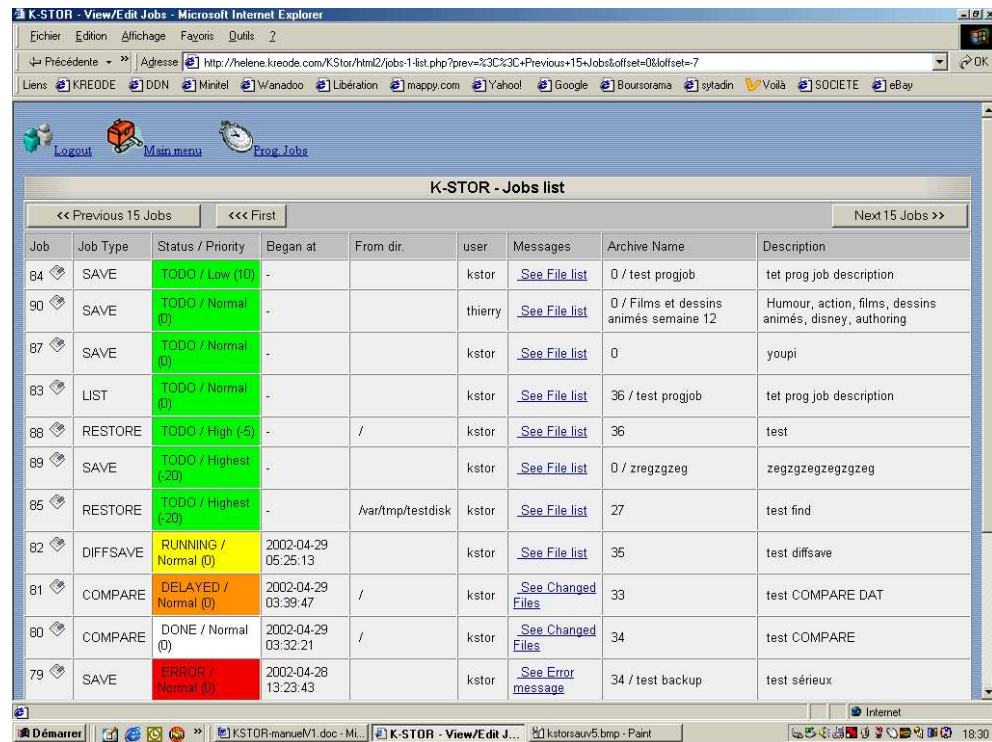 K-STOR - View/Edit Jobs - Microsoft Internet Explorer
Fichier Edition Affichage Favoris Outils ?
Précédente » Adresse http://helene.kreode.com/KStor/html2/jobs-1-list.php?prev=%3C%3C+Previous+15+Jobs&offset=0&loffset=-7 OK
Liens KREODE DDN Minitel Wanadoo Libération mappy.com Yahoo! Google Boursorama sytadin Voilà SOCIETE eBay
Logout Main menu Prog. Jobs
K-STOR - Jobs list
<< Previous 15 Jobs <<< First Next 15 Jobs >>
Job Job Type Status / Priority Began at From dir. user Messages Archive Name Description
84 SAVE TODO / Low (10) - kstor See File list 0 / test progjob tet prog job description
90 SAVE TODO / Normal (0) - thierry See File list 0 / Films et dessins animés semaine 12 Humour, action, films, dessins animés, disney, authoring
87 SAVE TODO / Normal (0) - kstor See File list 0 youpi
83 LIST TODO / Normal (0) - kstor See File list 36 / test progjob tet prog job description
88 RESTORE TODO / High (-5) - / kstor See File list 36 test
89 SAVE TODO / Highest (-20) - kstor See File list 0 / zregzgzeg zegzgzegzegzgzeg
85 RESTORE TODO / Highest (-20) - /var/tmp/testdisk kstor See File list 27 test find
82 DIFFSAVE RUNNING / Normal (0) 2002-04-29 05:25:13 kstor See File list 35 test diffsave
81 COMPARE DELAYED / Normal (0) 2002-04-29 03:39:47 / kstor See Changed Files 33 test COMPARE DAT
80 COMPARE DONE / Normal (0) 2002-04-29 03:32:21 / kstor See Changed Files 34 test COMPARE
79 SAVE ERROR / Normal (0) 2002-04-28 13:23:43 kstor See Error message 34 / test backup test sérieux
Internet
Démarrer » KSTOR-manuelV1.doc - Mi... K-STOR - View/Edit J... kstorsauv5.bmp - Paint 18:30